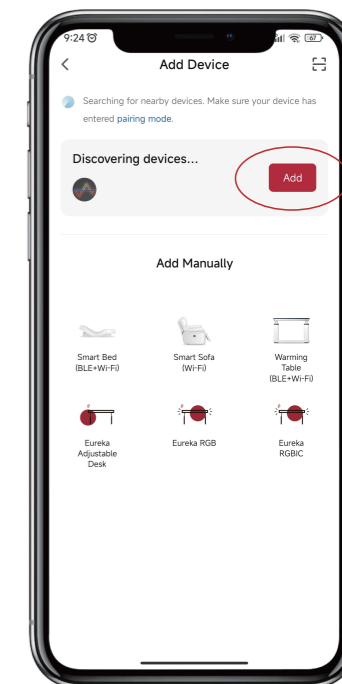 9:24
67
Add Device
Searching for nearby devices. Make sure your device has
entered pairing mode.
Discovering devices...
Add
Add Manually
Smart Bed
(BLE+Wi-Fi)
Smart Sofa
(Wi-Fi)
Warming
Table
(BLE+Wi-Fi)
Eureka
Adjustable
Desk
Eureka RGB
Eureka
RGBIC